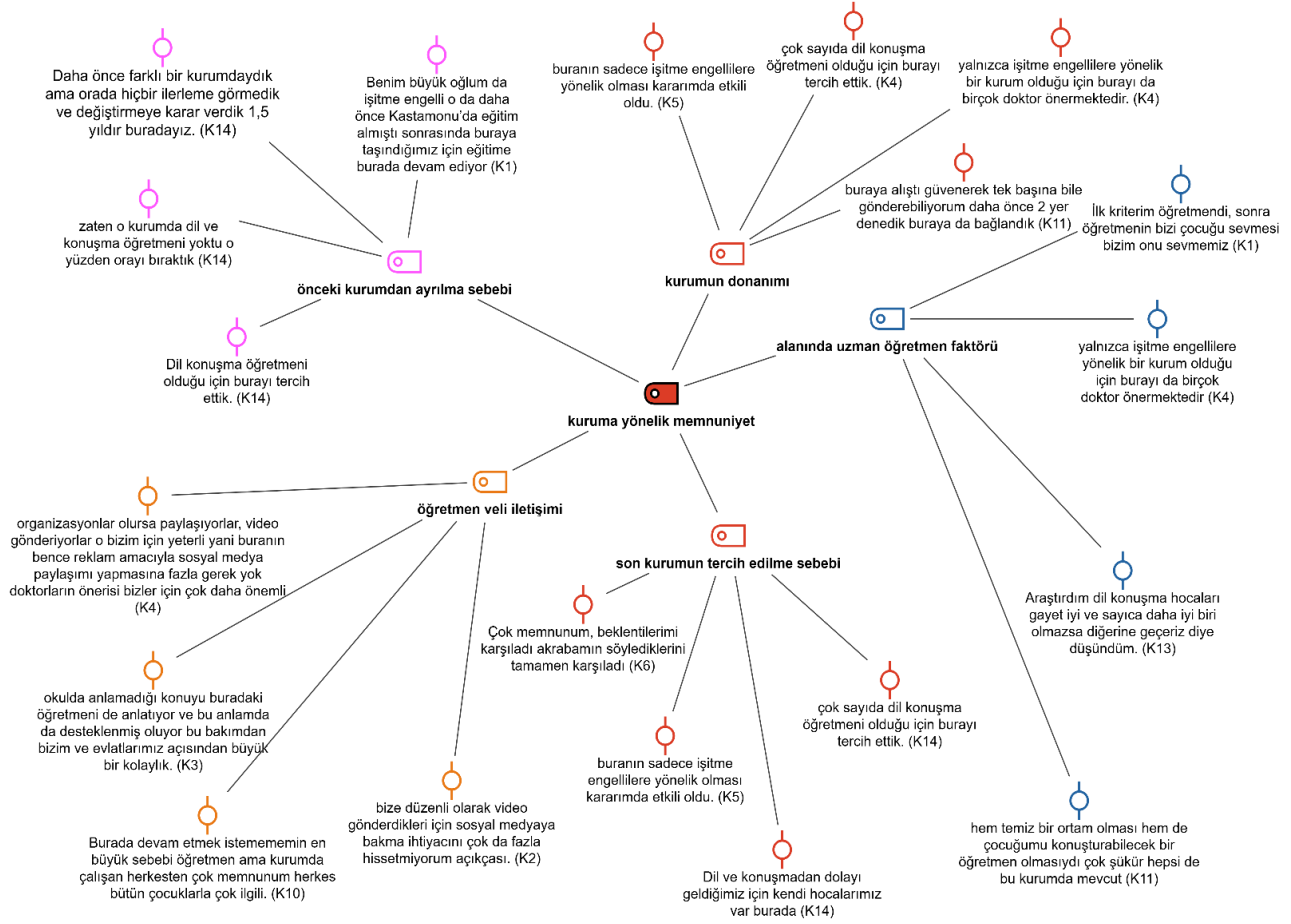 Daha önce farklı bir kurumdaydık
ama orada hiçbir ilerleme görmedik
ve değiştirmeye karar verdik 1,5
yıldır buradayız. (K14)
Benim büyük oğlum da
işitme engelli o da daha
önce Kastamonu'da eğitim
almıştı sonrasında buraya
taşındığımız için eğitime
burada devam ediyor (K1)
buranın sadece işitme engellilere
yönelik olması kararımda etkili
oldu. (K5)
çok sayıda dil konuşma
öğretmeni olduğu için burayı
tercih ettik. (K4)
yalnızca işitme engellilere yönelik
bir kurum olduğu için burayı da
birçok doktor önermektedir. (K4)
buraya alıştı güvenerek tek başına bile
gönderebiliyorum daha önce 2 yer
denedik buraya da bağlandık (K11)
İlk kriterim öğretmendi, sonra
öğretmenin bizi çocuğu sevmesi
bizim onu sevmemiz (K1)
zaten o kurumda dil ve
konuşma öğretmeni yoktu o
yüzden orayı bıraktık (K14)
önceki kurumdan ayrılma sebebi
kurumun donanımı
Dil konuşma öğretmeni
olduğu için burayı tercih
ettik. (K14)
alanında uzman öğretmen faktörü
yalnızca işitme engellilere
yönelik bir kurum olduğu
için burayı da birçok
doktor önermektedir (K4)
kuruma yönelik memnuniyet
öğretmen veli iletişimi
organizasyonlar olursa paylaşıyorlar, video
gönderiyorlar o bizim için yeterli yani buranın
bence reklam amacıyla sosyal medya
paylaşımı yapmasına fazla gerek yok
doktorların önerisi bizler için çok daha önemli
(K4)
son kurumun tercih edilme sebebi
Çok memnunum, beklentilerimi
karşıladı akrabamın söylediklerini
tamamen karşıladı (K6)
Araştırdım dil konuşma hocaları
gayet iyi ve sayıca daha iyi biri
olmazsa diğerine geçeriz diye
düşündüm. (K13)
okulda anlamadığı konuyu buradaki
öğretmeni de anlatıyor ve bu anlamda
da desteklenmiş oluyor bu bakımdan
bizim ve evlatlarımız açısından büyük
bir kolaylık. (K3)
çok sayıda dil konuşma
öğretmeni olduğu için burayı
tercih ettik. (K14)
buranın sadece işitme
engellilere yönelik olması
kararımda etkili oldu. (K5)
bize düzenli olarak video
gönderdikleri için sosyal medyaya
bakma ihtiyacını çok da fazla
hissetmiyorum açıkçası. (K2)
Burada devam etmek istememin en
büyük sebebi öğretmen ama kurumda
çalışan herkesten çok memnunum herkes
bütün çocuklarla çok ilgili. (K10)
hem temiz bir ortam olması hem de
çocuğumu konuşturabilecek bir
öğretmen olmasıydı çok şükür hepsi de
bu kurumda mevcut (K11)
Dil ve konuşmadan dolayı
geldiğimiz için kendi hocalarımız
var burada (K14)